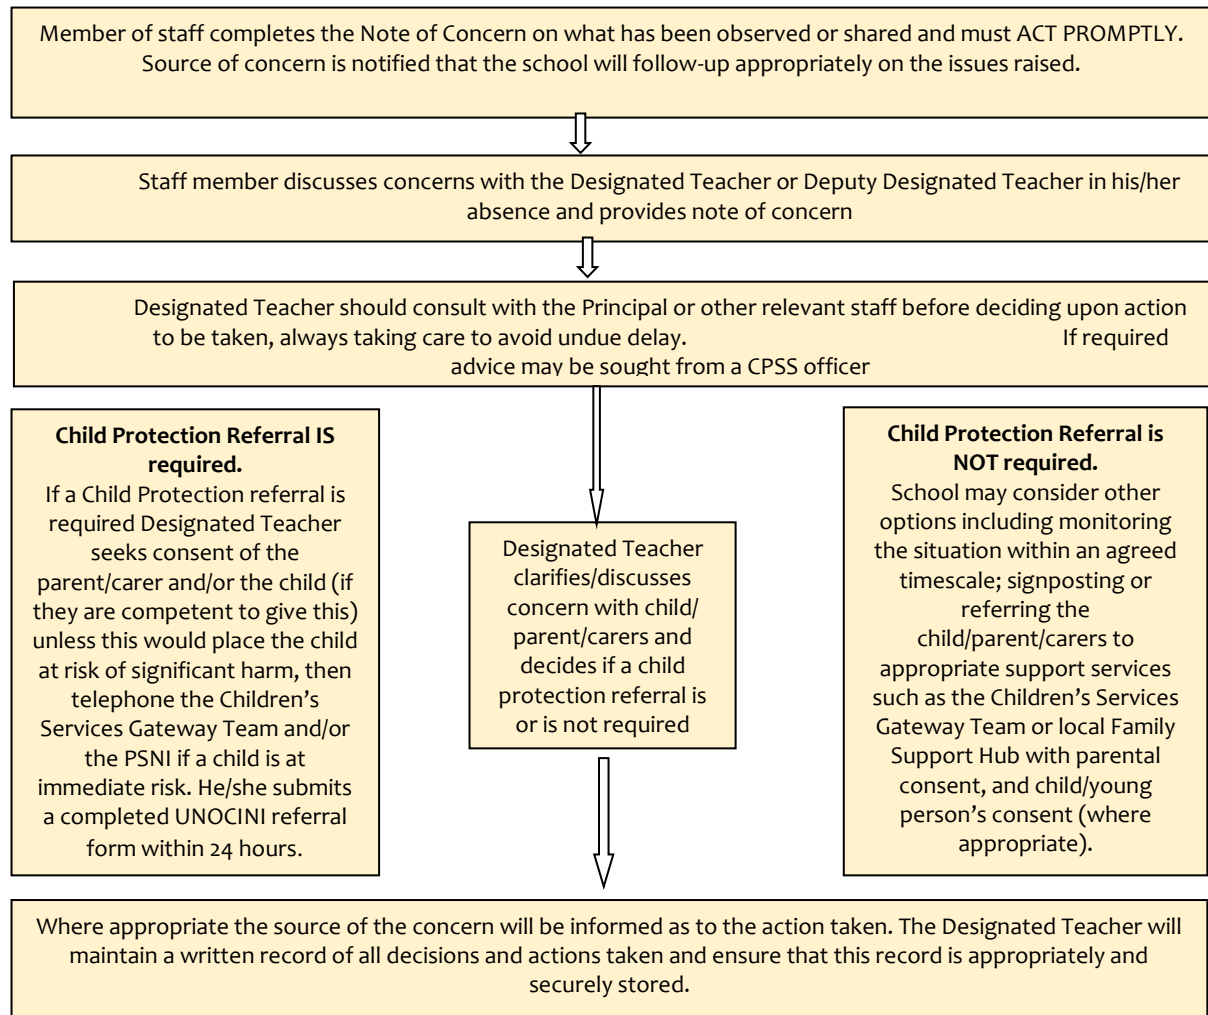 Member of staff completes the Note of Concern on what has been observed or shared and must ACT PROMPTLY.
Source of concern is notified that the school will follow-up appropriately on the issues raised.
Staff member discusses concerns with the Designated Teacher or Deputy Designated Teacher in his/her
absence and provides note of concern
Designated Teacher should consult with the Principal or other relevant staff before deciding upon action
to be taken, always taking care to avoid undue delay. If required
advice may be sought from a CPSS officer
Child Protection Referral IS
required.
If a Child Protection referral is
required Designated Teacher
seeks consent of the
parent/carer and/or the child (if
they are competent to give this)
unless this would place the child
at risk of significant harm, then
telephone the Children's
Services Gateway Team and/or
the PSNI if a child is at
immediate risk. He/she submits
a completed UNOCINI referral
form within 24 hours.
Designated Teacher
clarifies/discusses
concern with child/
parent/carers and
decides if a child
protection referral is
or is not required
Child Protection Referral is
NOT required.
School may consider other
options including monitoring
the situation within an agreed
timescale; signposting or
referring the
child/parent/carers to
appropriate support services
such as the Children's Services
Gateway Team or local Family
Support Hub with parental
consent, and child/young
person's consent (where
appropriate).
Where appropriate the source of the concern will be informed as to the action taken. The Designated Teacher will
maintain a written record of all decisions and actions taken and ensure that this record is appropriately and
securely stored.